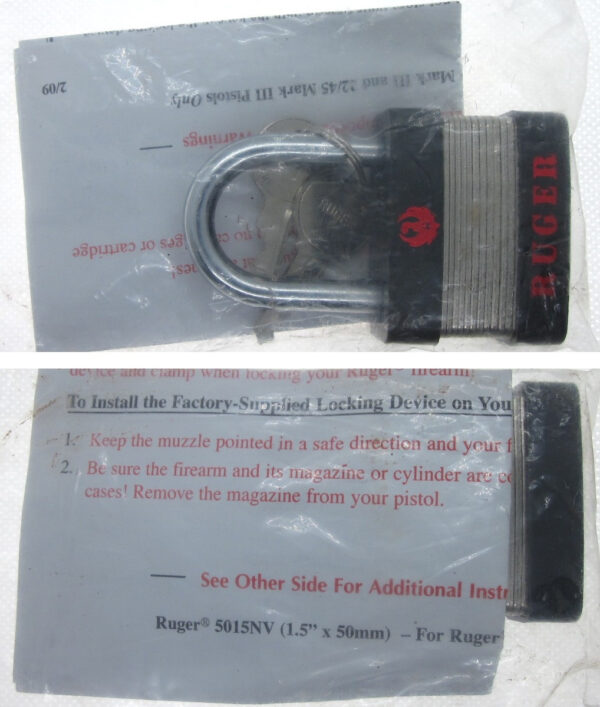 or cartridge
Warnings —
Mark III and 22/45 Mark III Pistols Only
2/09
RUGER
device and clamp when locking your Ruger® firearm!
To Install the Factory-Supplied Locking Device on You
1. Keep the muzzle pointed in a safe direction and your f
2. Be sure the firearm and its magazine or cylinder are co
cases! Remove the magazine from your pistol.
— See Other Side For Additional Instr
Ruger® 5015NV (1.5" x 50mm) – For Ruger